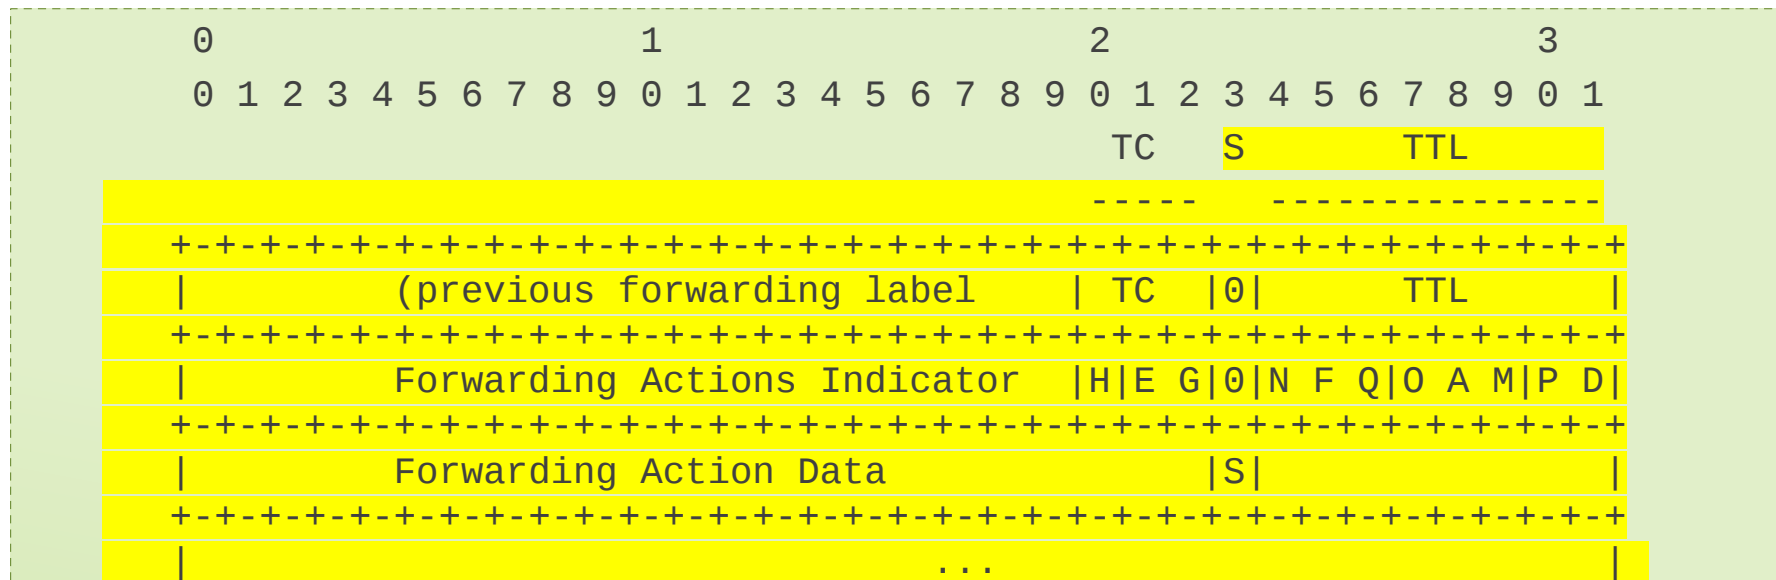 0                   1                   2                   3
 0 1 2 3 4 5 6 7 8 9 0 1 2 3 4 5 6 7 8 9 0 1 2 3 4 5 6 7 8 9 0 1
                                          TC   S       TTL
                                         -----   ---------------
+-+-+-+-+-+-+-+-+-+-+-+-+-+-+-+-+-+-+-+-+-+-+-+-+-+-+-+-+-+-+-+-+
|         (previous forwarding label    | TC  |0|      TTL      |
+-+-+-+-+-+-+-+-+-+-+-+-+-+-+-+-+-+-+-+-+-+-+-+-+-+-+-+-+-+-+-+-+
|         Forwarding Actions Indicator  |H|E G|0|N F Q|O A M|P D|
+-+-+-+-+-+-+-+-+-+-+-+-+-+-+-+-+-+-+-+-+-+-+-+-+-+-+-+-+-+-+-+-+
|         Forwarding Action Data              |S|               |
+-+-+-+-+-+-+-+-+-+-+-+-+-+-+-+-+-+-+-+-+-+-+-+-+-+-+-+-+-+-+-+-+
|                                 ...                           |